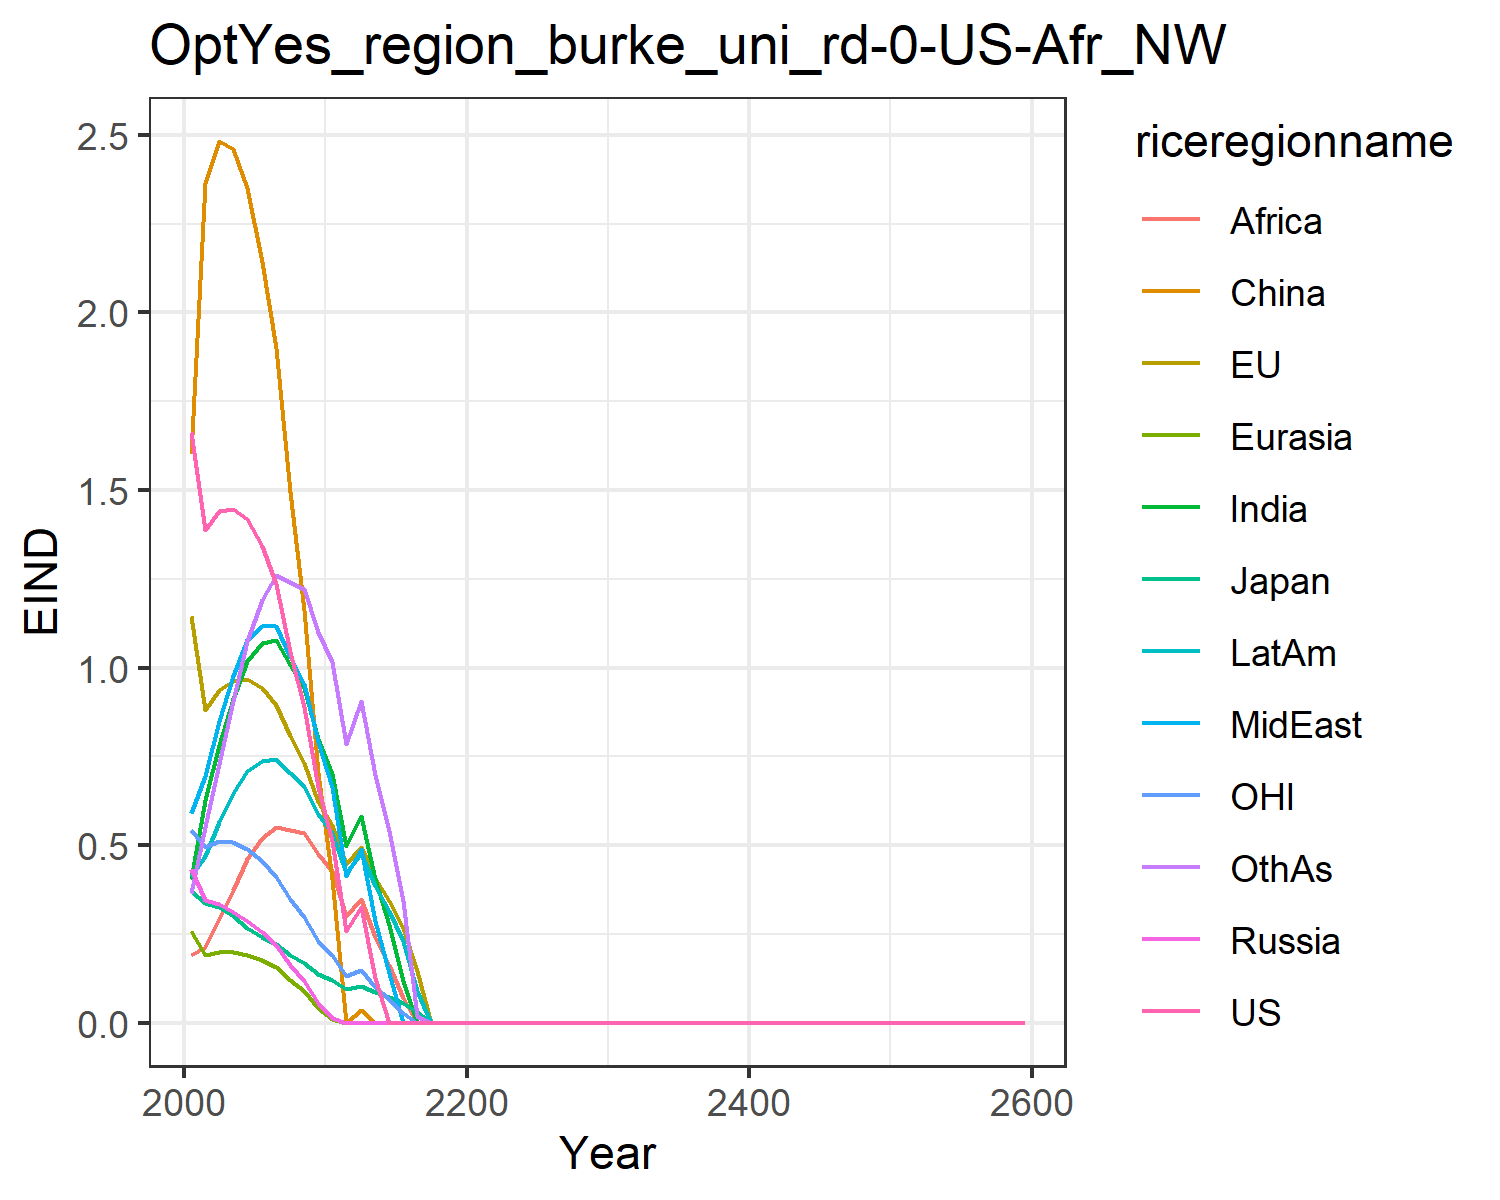 OptYes_region_burke_uni_rd-0-US-Afr_NW
riceregionname
Africa
China
EU
Eurasia
India
Japan
LatAm
MidEast
OHI
OthAs
Russia
US
EIND
2.5
2.0
1.5
1.0
0.5
0.0
2000
2200
2400
2600
Year